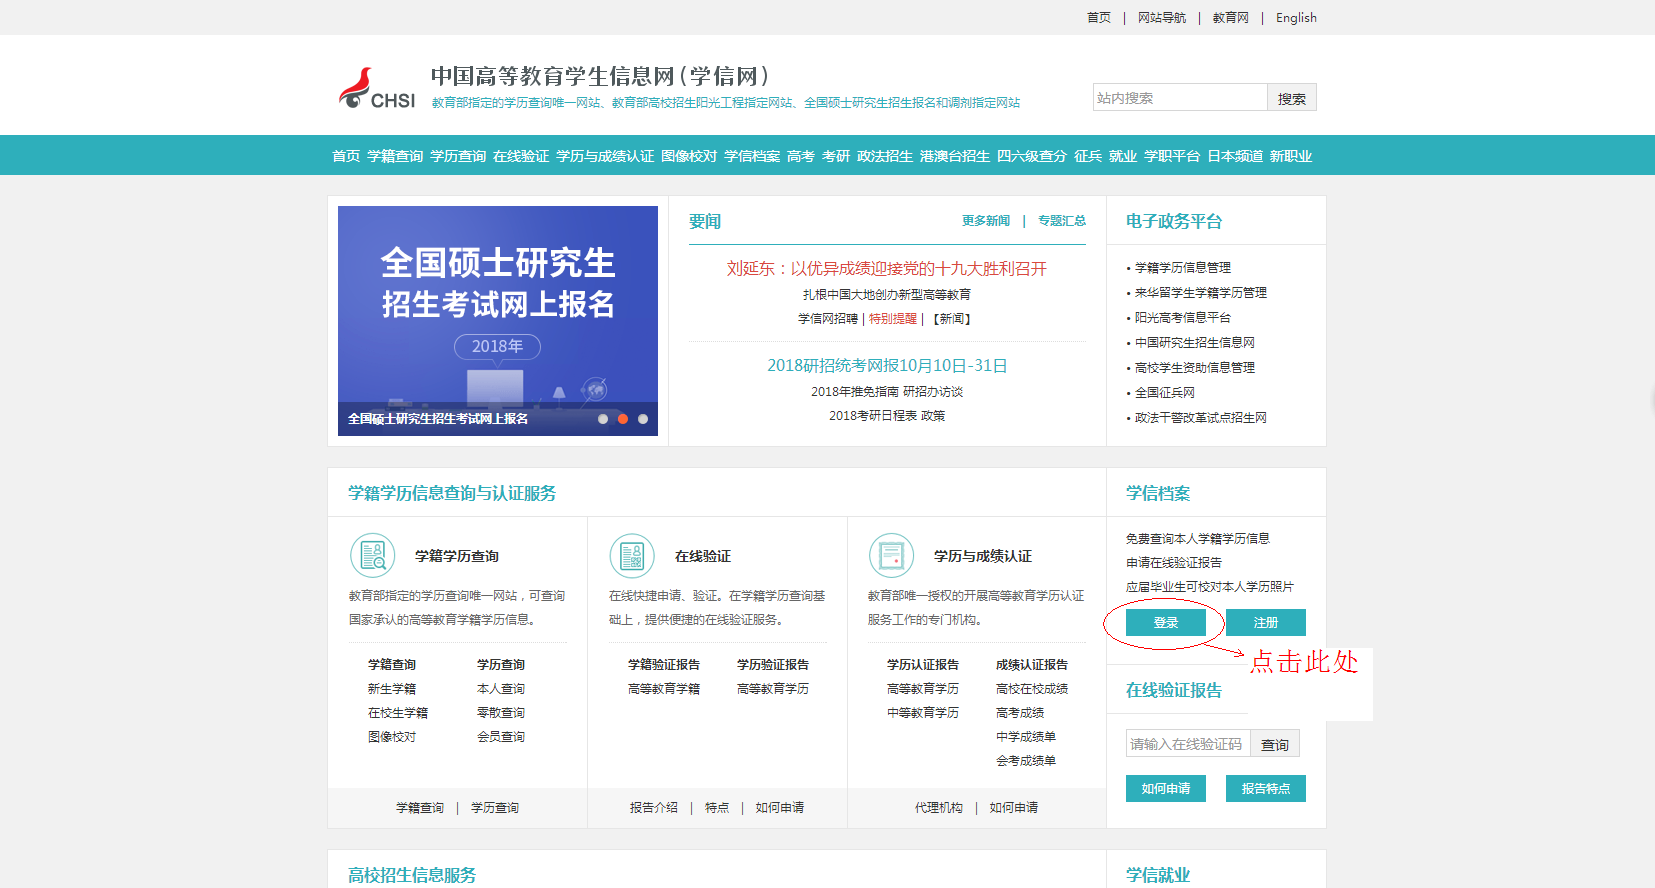 首页 | 网站导航 | 教育网 | English
CHSI
中国高等教育学生信息网(学信网)
教育部指定的学历查询唯一网站、教育部高校招生阳光工程指定网站、全国硕士研究生招生报名和调剂指定网站
站内搜索 搜索
首页 学籍查询 学历查询 在线验证 学历与成绩认证 图像校对 学信档案 高考 考研 政法招生 港澳台招生 四六级查分 征兵 就业 学职平台 日本频道 新职业
全国硕士研究生
招生考试网上报名
2018年
全国硕士研究生招生考试网上报名
要闻
更多新闻 | 专题汇总
刘延东：以优异成绩迎接党的十九大胜利召开
扎根中国大地创办新型高等教育
学信网招聘 | 特别提醒 | 【新闻】
2018研招统考网报10月10日-31日
2018年推免指南 研招办访谈
2018考研日程表 政策
电子政务平台
• 学籍学历信息管理
• 来华留学生学籍学历管理
• 阳光高考信息平台
• 中国研究生招生信息网
• 高校学生资助信息管理
• 全国征兵网
• 政法干警改革试点招生网
学籍学历信息查询与认证服务
学籍学历查询
教育部指定的学历查询唯一网站，可查询
国家承认的高等教育学籍学历信息。
学籍查询 学历查询
新生学籍 本人查询
在校生学籍 零散查询
图像校对 会员查询
学籍查询 | 学历查询
在线验证
在线快捷申请、验证。在学籍学历查询基
础上，提供便捷的在线验证服务。
学籍验证报告 学历验证报告
高等教育学籍 高等教育学历
报告介绍 | 特点 | 如何申请
学历与成绩认证
教育部唯一授权的开展高等教育学历认证
服务工作的专门机构。
学历认证报告 成绩认证报告
高等教育学历 高校在校成绩
中等教育学历 高考成绩
中学成绩单
会考成绩单
代理机构 | 如何申请
学信档案
免费查询本人学籍学历信息
申请在线验证报告
应届毕业生可校对本人学历照片
登录 注册
点击此处
在线验证报告
请输入在线验证码 查询
如何申请 报告特点
高校招生信息服务
学信就业